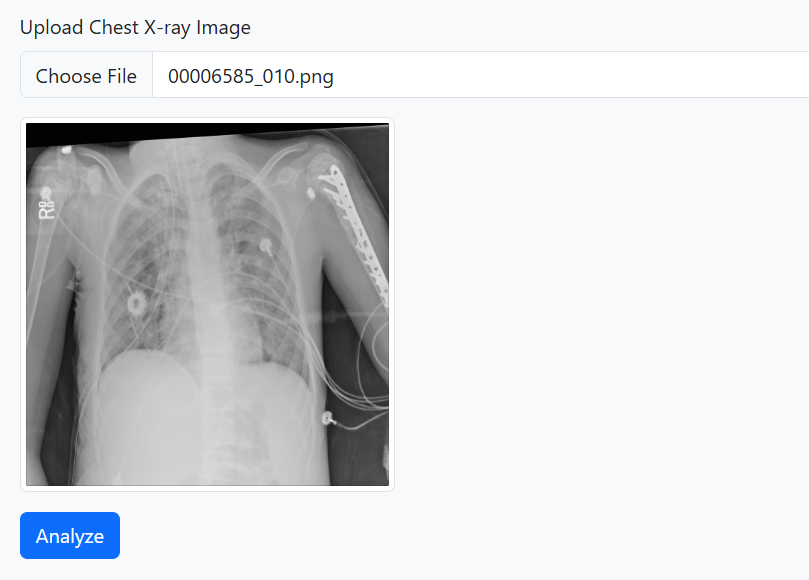 Upload Chest X-ray Image
Choose File 00006585_010.png
R
Analyze